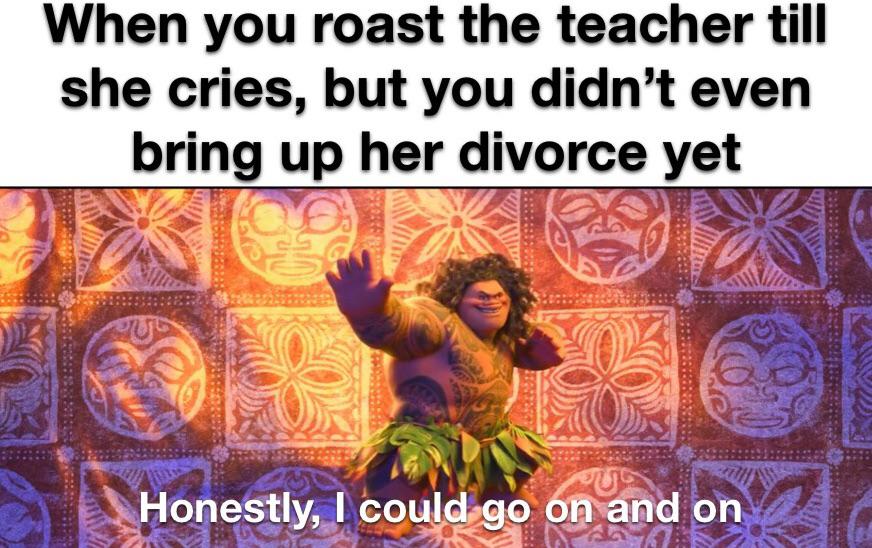 When you roast the teacher till
she cries, but you didn’t even
bring up her divorce yet
Honestly, I could go on and on